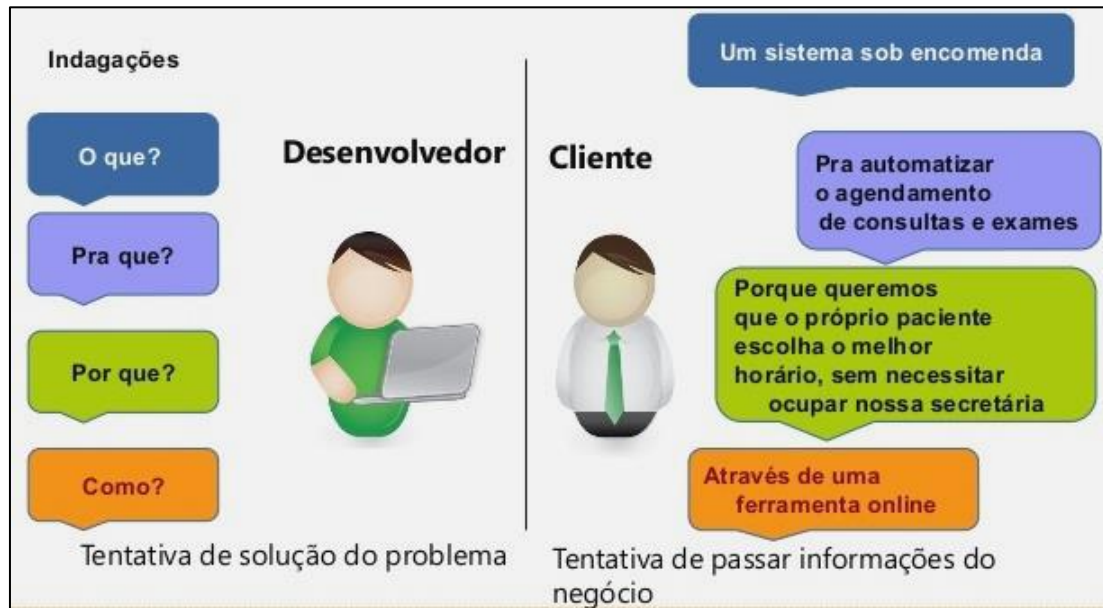 Indagações
O que?
Pra que?
Por que?
Como?
Desenvolvedor
Tentativa de solução do problema
Cliente
Um sistema sob encomenda
Pra automatizar
o agendamento
de consultas e exames
Porque queremos
que o próprio paciente
escolha o melhor
horário, sem necessitar
ocupar nossa secretária
Através de uma
ferramenta online
Tentativa de passar informações do
negócio